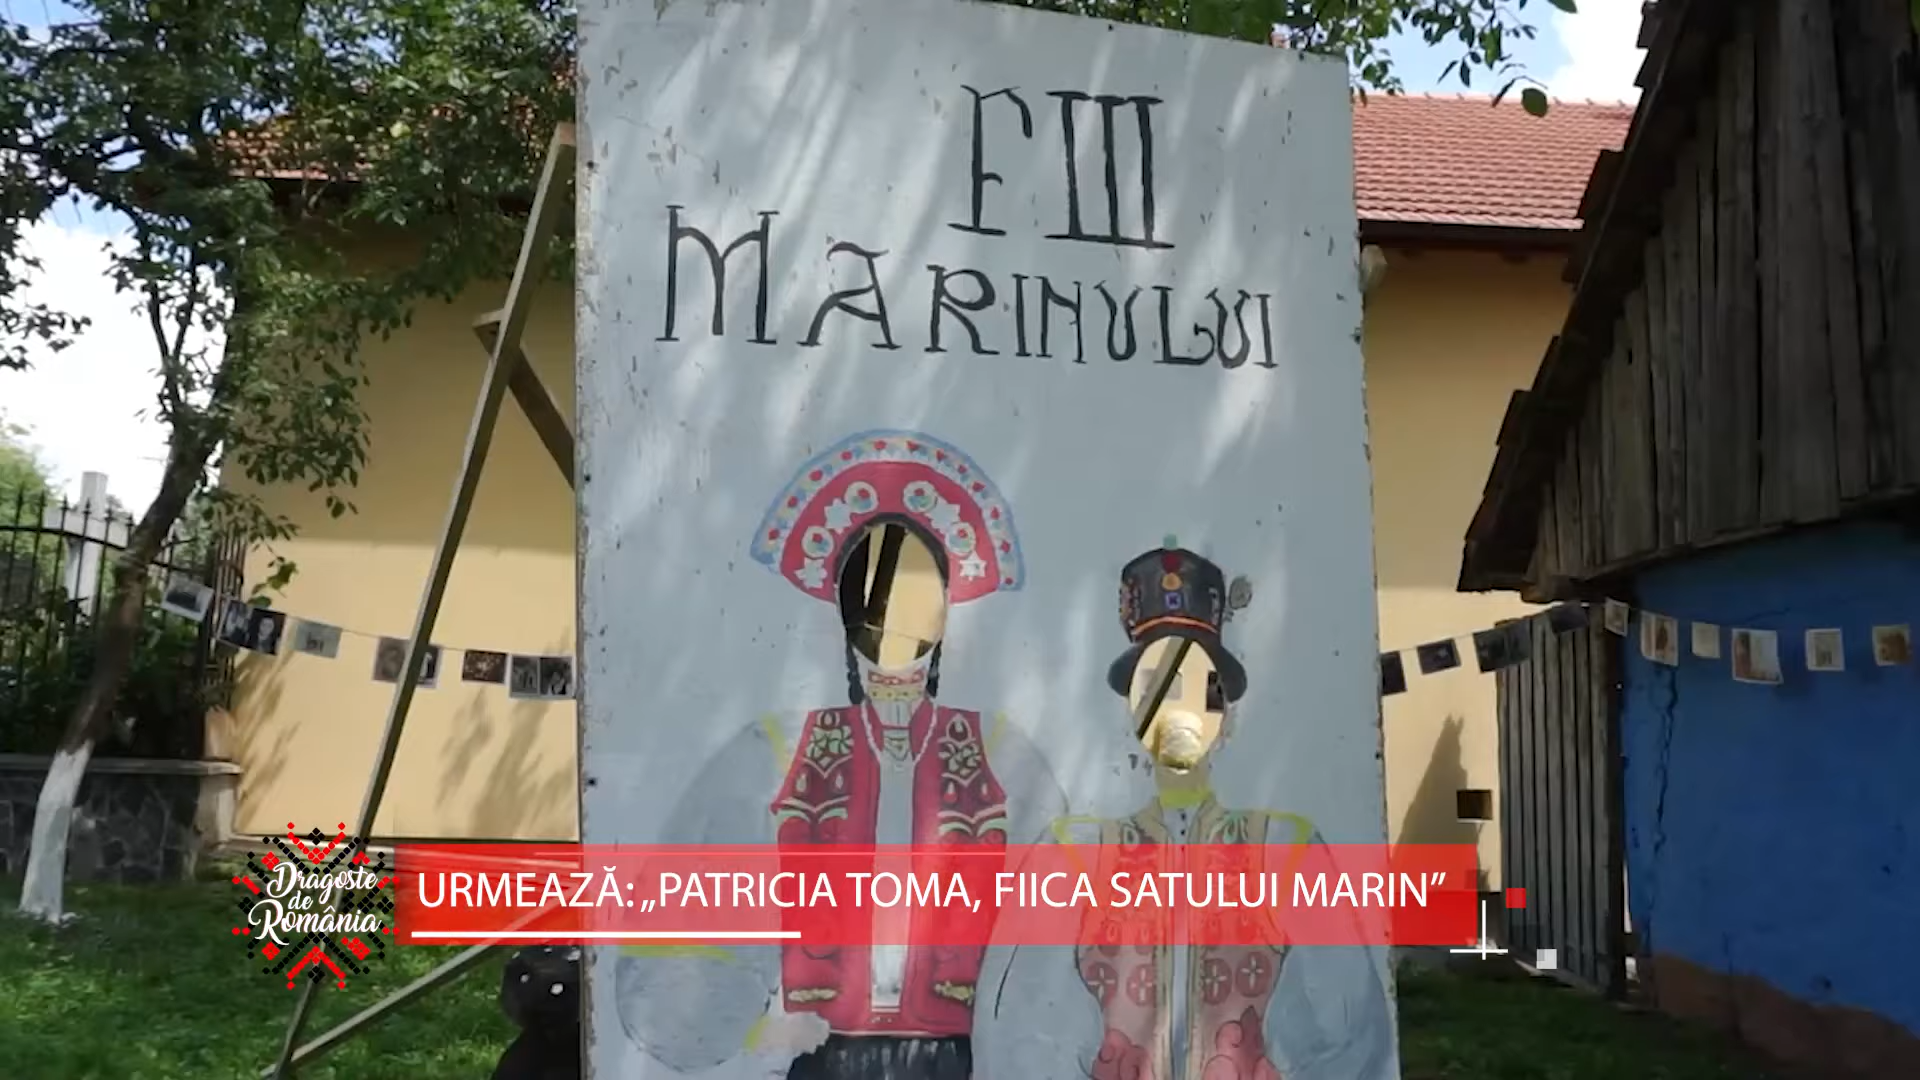 FIII
MARINULUI
Dragoste
de
România
URMEAZĂ: „PATRICIA TOMA, FIICA SATULUI MARIN”